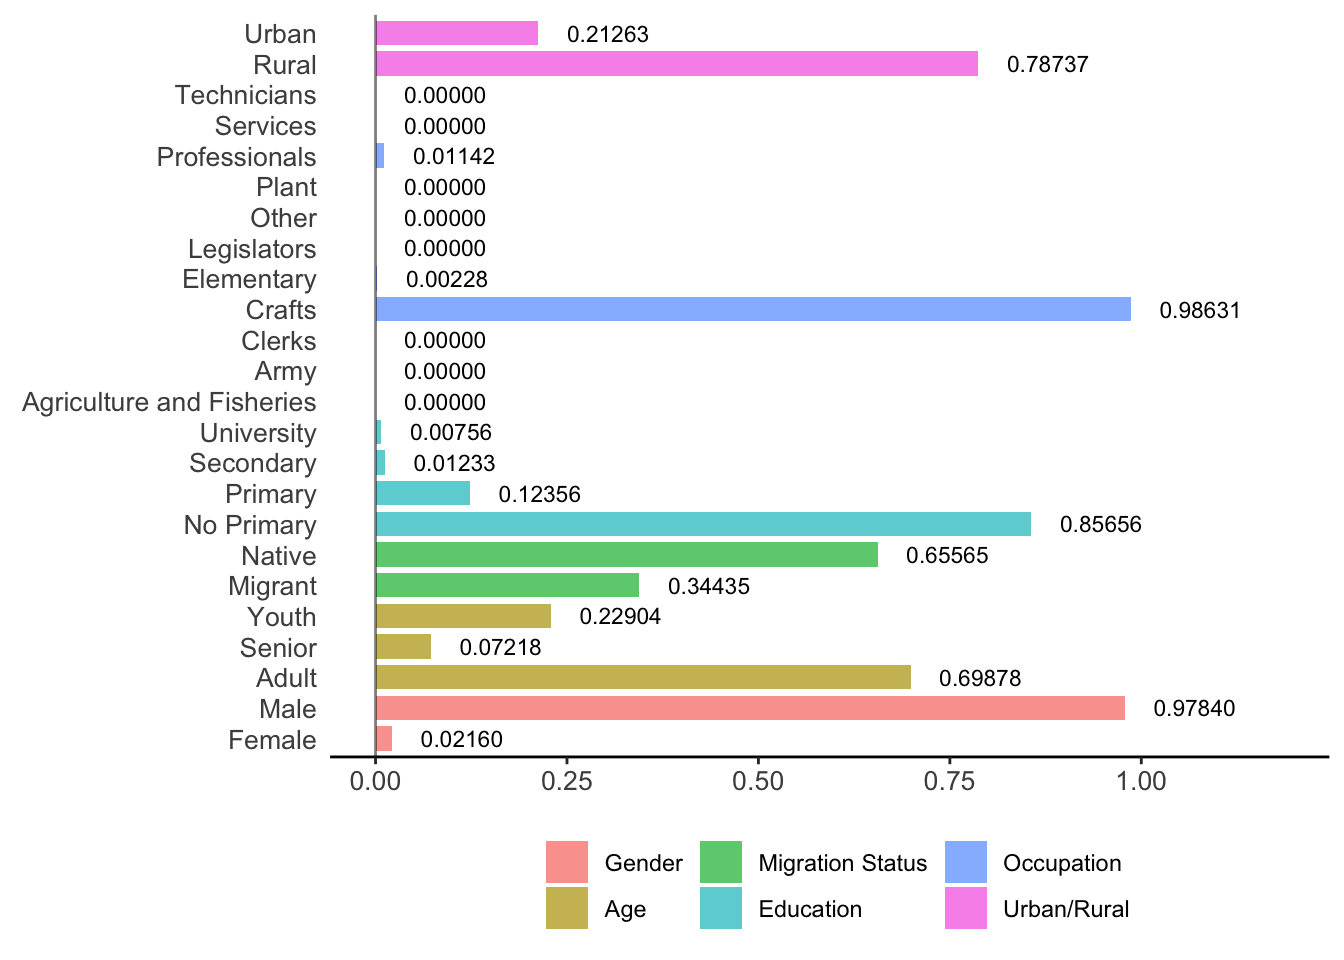 Urban 0.21263
Rural 0.78737
Technicians 0.00000
Services 0.00000
Professionals 0.01142
Plant 0.00000
Other 0.00000
Legislators 0.00000
Elementary 0.00228
Crafts 0.98631
Clerks 0.00000
Army 0.00000
Agriculture and Fisheries 0.00000
University 0.00756
Secondary 0.01233
Primary 0.12356
No Primary 0.85656
Native 0.65565
Migrant 0.34435
Youth 0.22904
Senior 0.07218
Adult 0.69878
Male 0.97840
Female 0.02160
0.00 0.25 0.50 0.75 1.00
Gender Migration Status Occupation
Age Education Urban/Rural